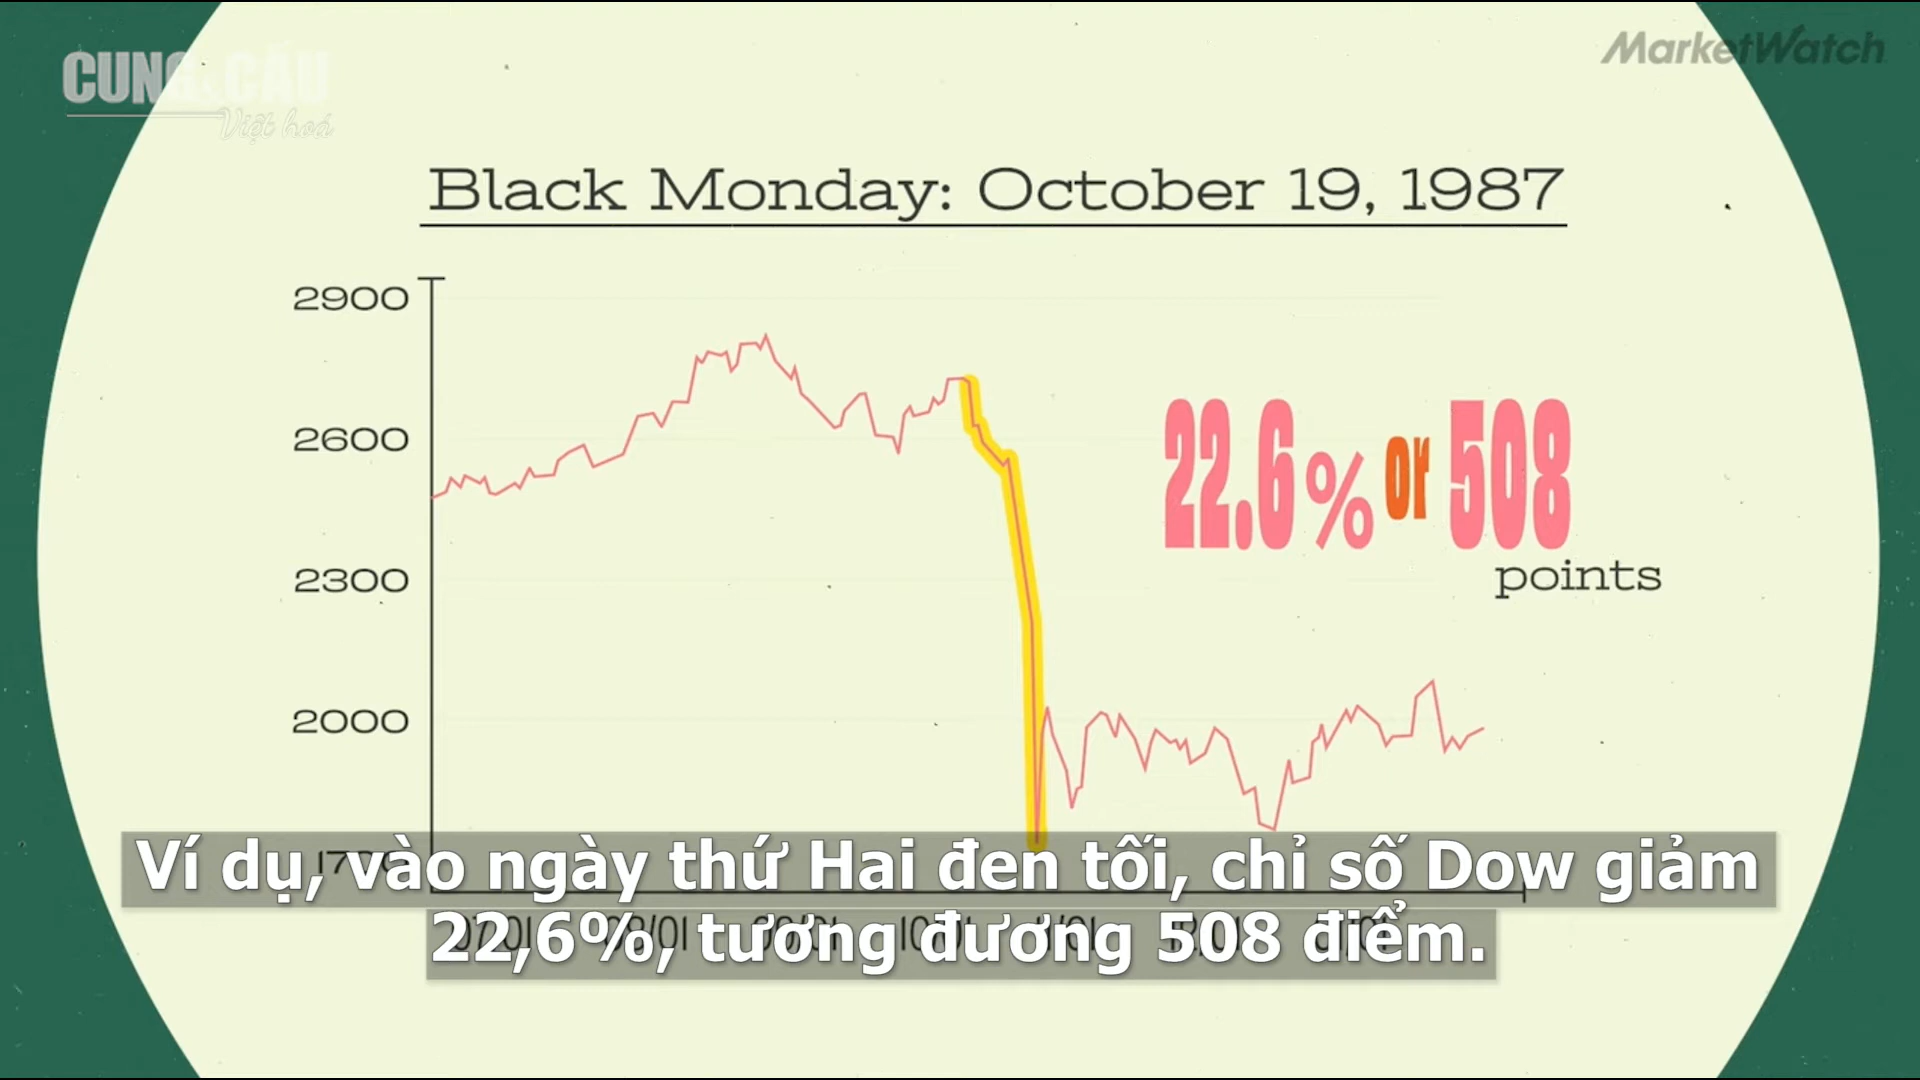 CUNG CẦU
Việt hoá
MarketWatch
Black Monday: October 19, 1987
2900
2600
2300
2000
22.6% or 508
points
Ví dụ, vào ngày thứ Hai đen tối, chỉ số Dow giảm
22,6%, tương đương 508 điểm.